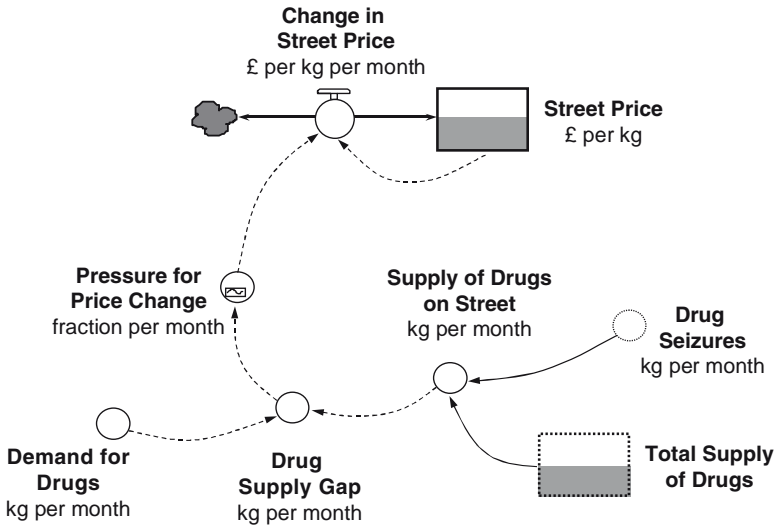 Change in
Street Price
£ per kg per month
Street Price
£ per kg
Pressure for
Price Change
fraction per month
Supply of Drugs
on Street
kg per month
Drug
Seizures
kg per month
Demand for
Drugs
kg per month
Drug
Supply Gap
kg per month
Total Supply
of Drugs